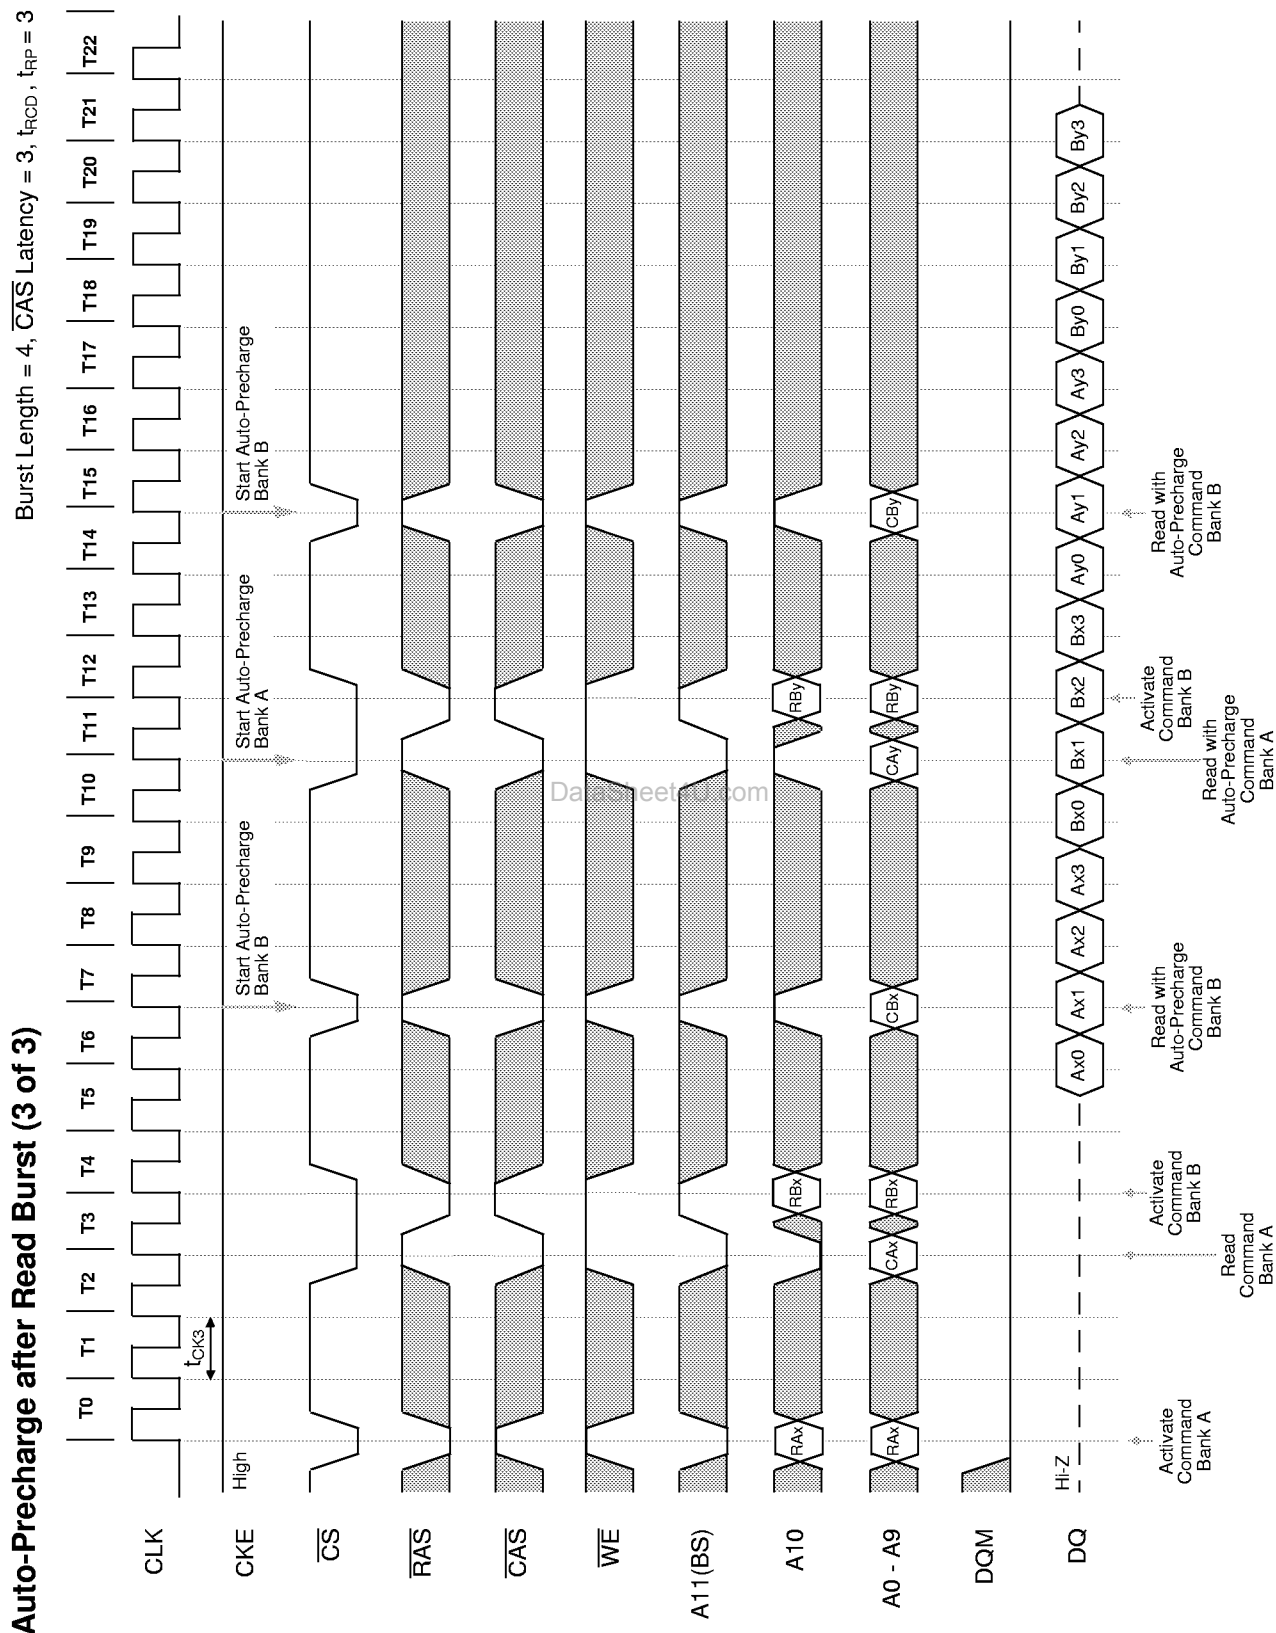 Auto-Precharge after Read Burst (3 of 3)
Burst Length = 4, CAS Latency = 3, tRCD, tRP = 3
T0 T1 T2 T3 T4 T5 T6 T7 T8 T9 T10 T11 T12 T13 T14 T15 T16 T17 T18 T19 T20 T21 T22
CLK
tCK3
CKE
High
Start Auto-Precharge
Bank B
Start Auto-Precharge
Bank A
Start Auto-Precharge
Bank B
CS
RAS
CAS
WE
A11(BS)
DataSheet4U.com
A10
RAx RBx RBy
A0 - A9
RAx CAx RBx CBx CAy RBy CBy
DQM
DQ
Hi-Z
Ax0 Ax1 Ax2 Ax3 Bx0 Bx1 Bx2 Bx3 Ay0 Ay1 Ay2 Ay3 By0 By1 By2 By3
Activate
Command
Bank A
Read
Command
Bank A
Activate
Command
Bank B
Read with
Auto-Precharge
Command
Bank B
Read with
Auto-Precharge
Command
Bank A
Activate
Command
Bank B
Read with
Auto-Precharge
Command
Bank B